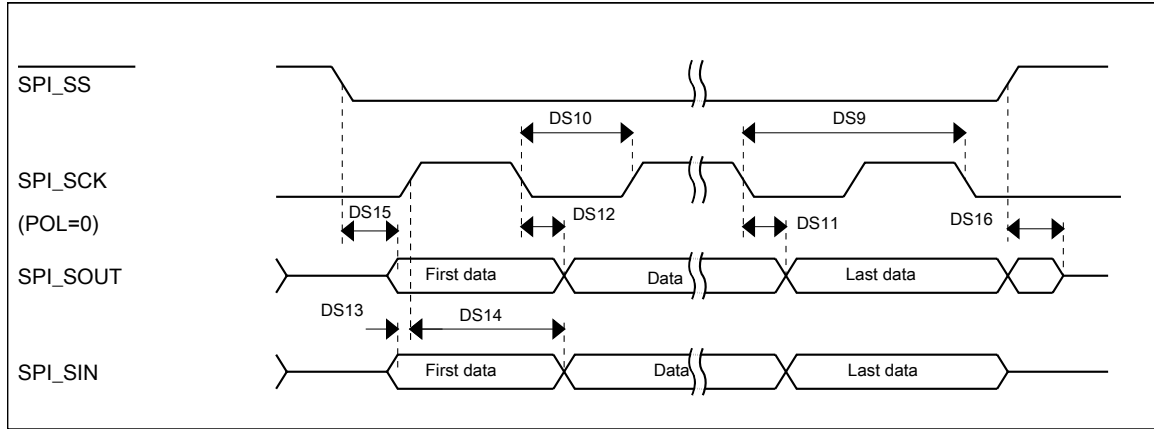 SPI_SS
DS10
DS9
SPI_SCK
(POL=0)
DS15
DS12
DS11
DS16
SPI_SOUT
First data
Data
Last data
DS13
DS14
SPI_SIN
First data
Data
Last data